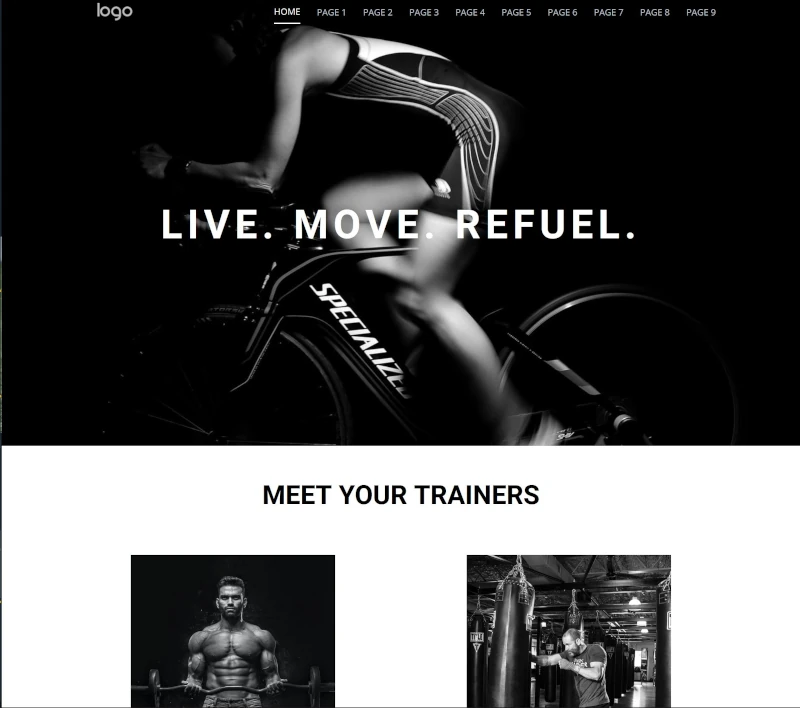 logo
HOME PAGE 1 PAGE 2 PAGE 3 PAGE 4 PAGE 5 PAGE 6 PAGE 7 PAGE 8 PAGE 9
LIVE. MOVE. REFUEL.
SPECIALIZED
MEET YOUR TRAINERS
TITLE